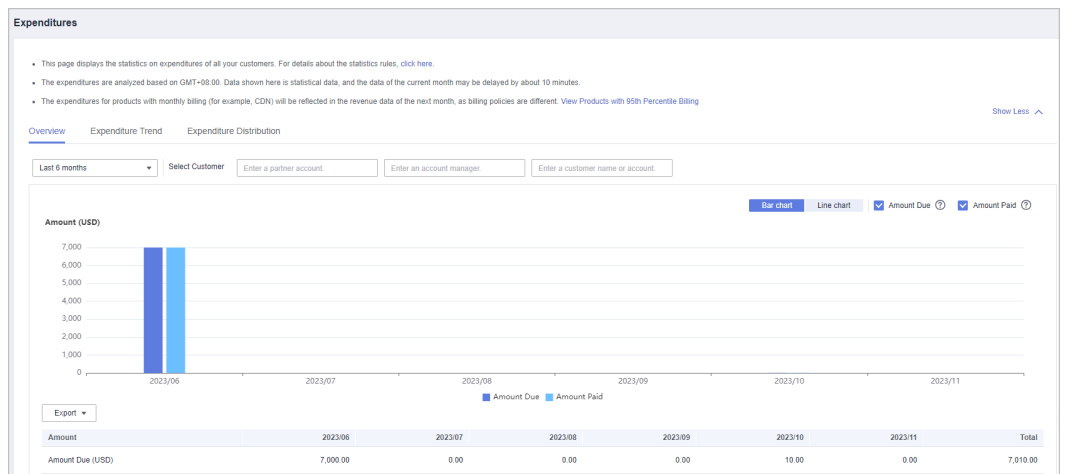 Expenditures
This page displays the statistics on expenditures of all your customers. For details about the statistics rules, click here.
The expenditures are analyzed based on GMT+08:00. Data shown here is statistical data, and the data of the current month may be delayed by about 10 minutes.
The expenditures for products with monthly billing (for example, CDN) will be reflected in the revenue data of the next month, as billing policies are different. View Products with 95th Percentile Billing
Show Less
Overview Expenditure Trend Expenditure Distribution
Last 6 months Select Customer Enter a partner account. Enter an account manager. Enter a customer name or account.
Bar chart Line chart Amount Due Amount Paid
Amount (USD)
7,000
6,000
5,000
4,000
3,000
2,000
1,000
0
2023/06 2023/07 2023/08 2023/09 2023/10 2023/11
Amount Due Amount Paid
Export
Amount 2023/06 2023/07 2023/08 2023/09 2023/10 2023/11 Total
Amount Due (USD) 7,000.00 0.00 0.00 0.00 10.00 0.00 7,010.00